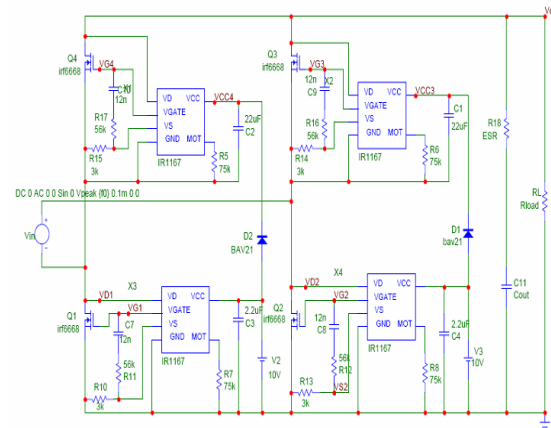 Vo
Q4
irf6668
VG4
12n
R17
56k
R15
3k
VD VCC
VGATE
VS
GND MOT
IR1167
VCC4
22uF
C2
R5
75k
Q3
irf6668
VG3
12n
X2
C9
R16
56k
R14
3k
VD VCC
VGATE
VS
GND MOT
IR1167
VCC3
C1
22uF
R6
75k
R18
ESR
RL
Rload
DC 0 AC 0 0 Sin 0 Vpeak {f0} 0.1m 0 0
Vin
D2
BAV21
D1
bav21
C11
Cout
Q1
irf6668
VD1
X3
VG1
C7
12n
56k
R11
R10
3k
VD VCC
VGATE
VS
GND MOT
IR1167
2.2uF
C3
R7
75k
V2
10V
Q2
irf6668
VD2
X4
VG2
12n
C8
56k
R12
R13
3k
VS2
VD VCC
VGATE
VS
GND MOT
IR1167
2.2uF
C4
R8
75k
V3
10V